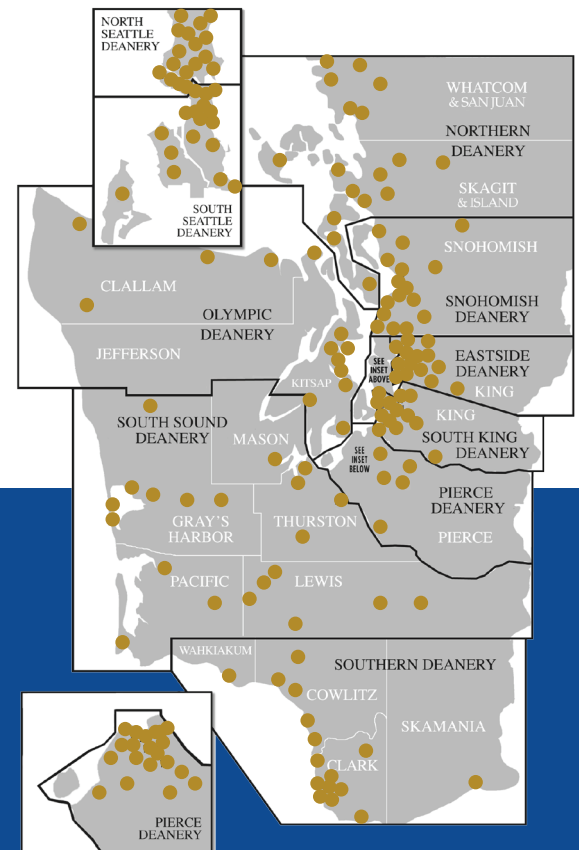 NORTH
SEATTLE
DEANERY
SOUTH
SEATTLE
DEANERY
WHATCOM
& SAN JUAN
NORTHERN
DEANERY
SKAGIT
& ISLAND
SNOHOMISH
SNOHOMISH
DEANERY
CLALLAM
OLYMPIC
DEANERY
JEFFERSON
KITSAP
SEE
INSET
ABOVE
EASTSIDE
DEANERY
KING
KING
SOUTH KING
DEANERY
SOUTH SOUND
DEANERY
MASON
SEE
INSET
BELOW
PIERCE
DEANERY
PIERCE
GRAY'S
HARBOR
THURSTON
PACIFIC
LEWIS
WAHKIAKUM
SOUTHERN DEANERY
COWLITZ
SKAMANIA
CLARK
PIERCE
DEANERY